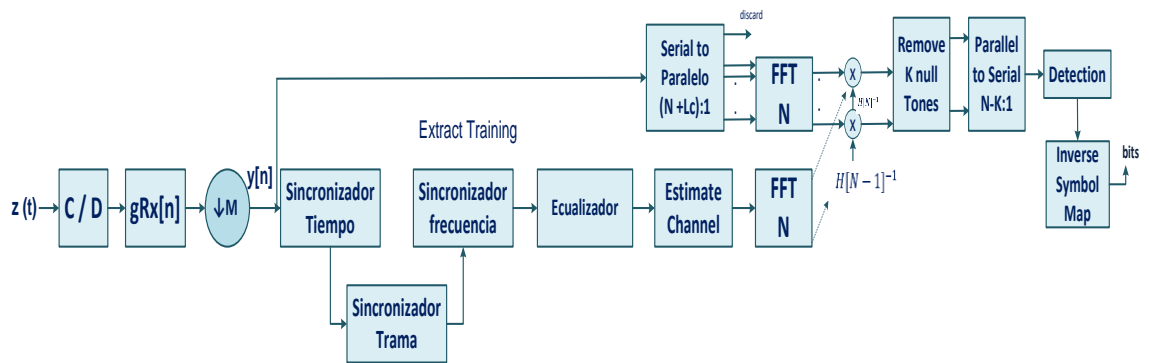 discard
Serial to
Paralelo
(N +Lc):1
FFT
N
X
H[N]⁻¹
X
H[N − 1]⁻¹
Remove
K null
Tones
Parallel
to Serial
N-K:1
Detection
Inverse
Symbol
Map
bits
Extract Training
z (t)
C / D
gRx[n]
↓M
y[n]
Sincronizador
Tiempo
Sincronizador
Trama
Sincronizador
frecuencia
Ecualizador
Estimate
Channel
FFT
N